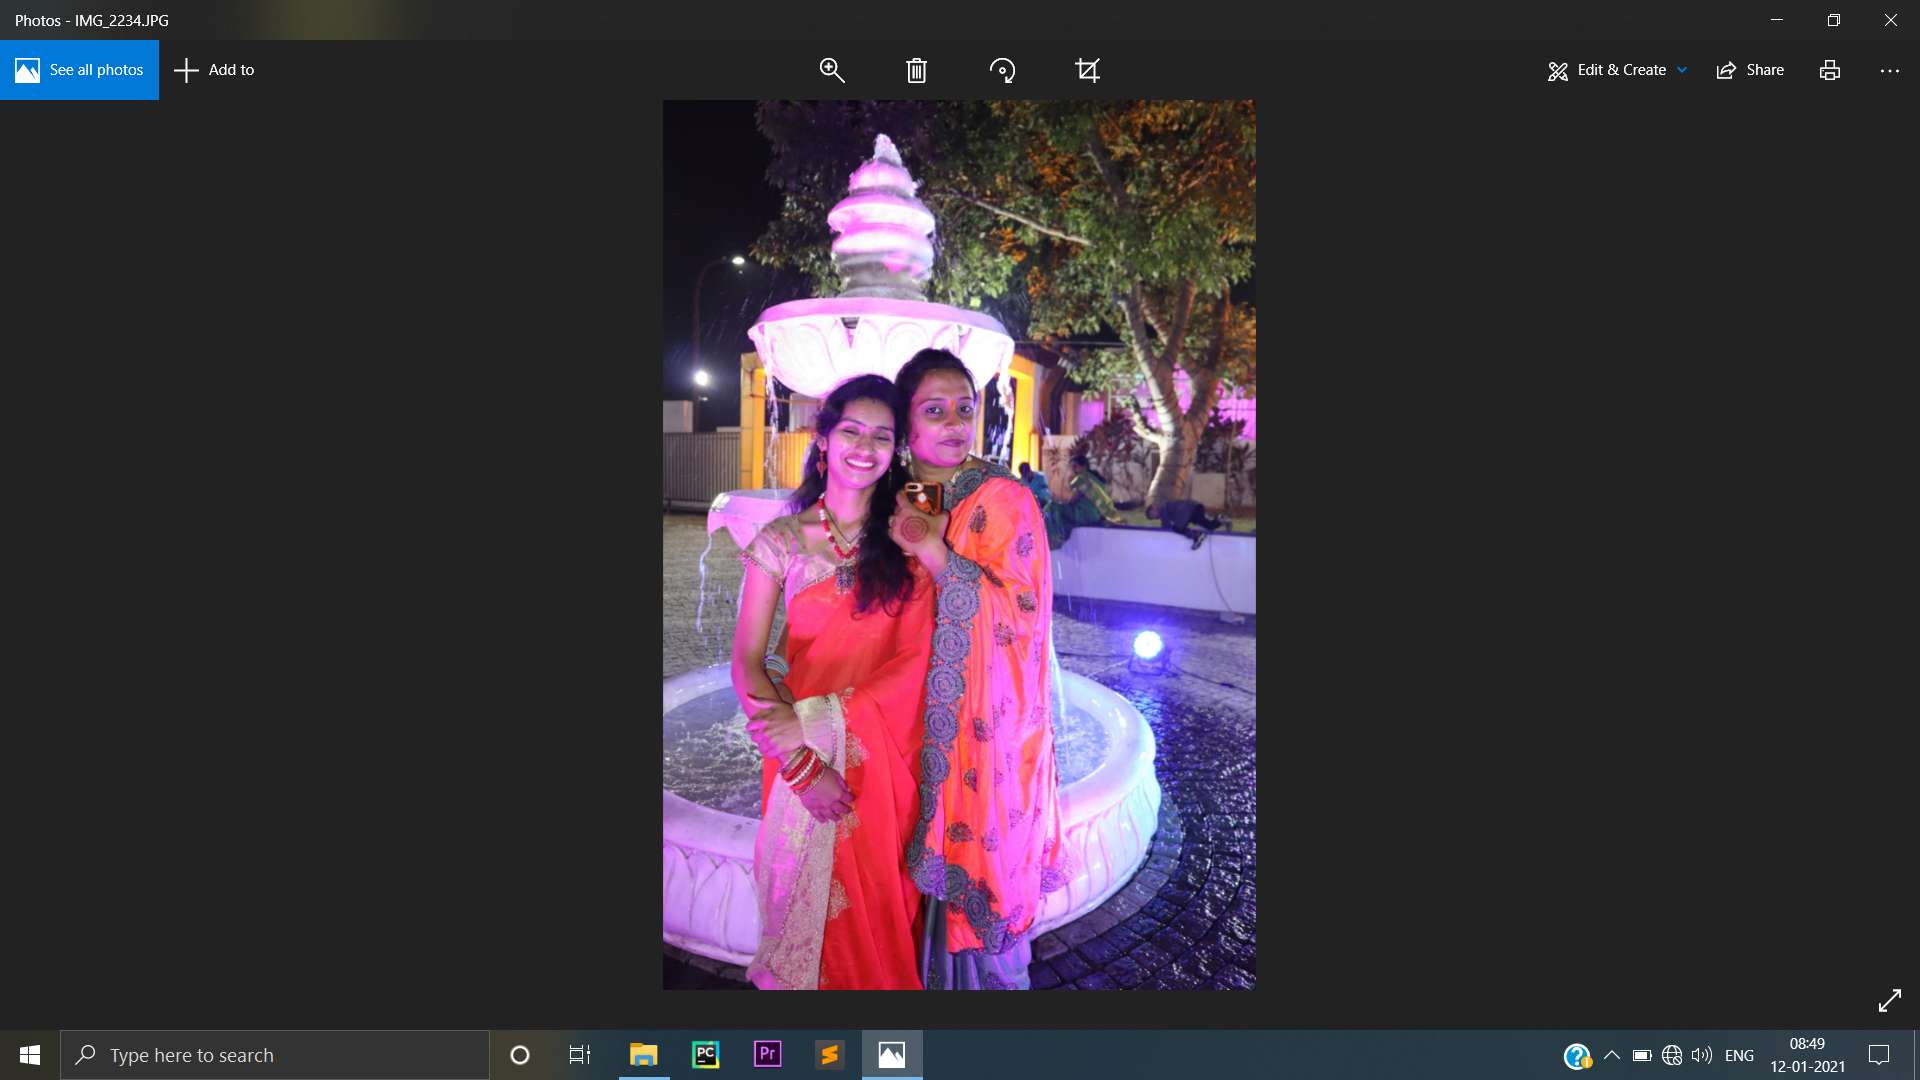 Photos - IMG_2234.JPG
See all photos
Add to
Edit & Create
Share
Type here to search
PC
Pr
ENG
08:49
12-01-2021